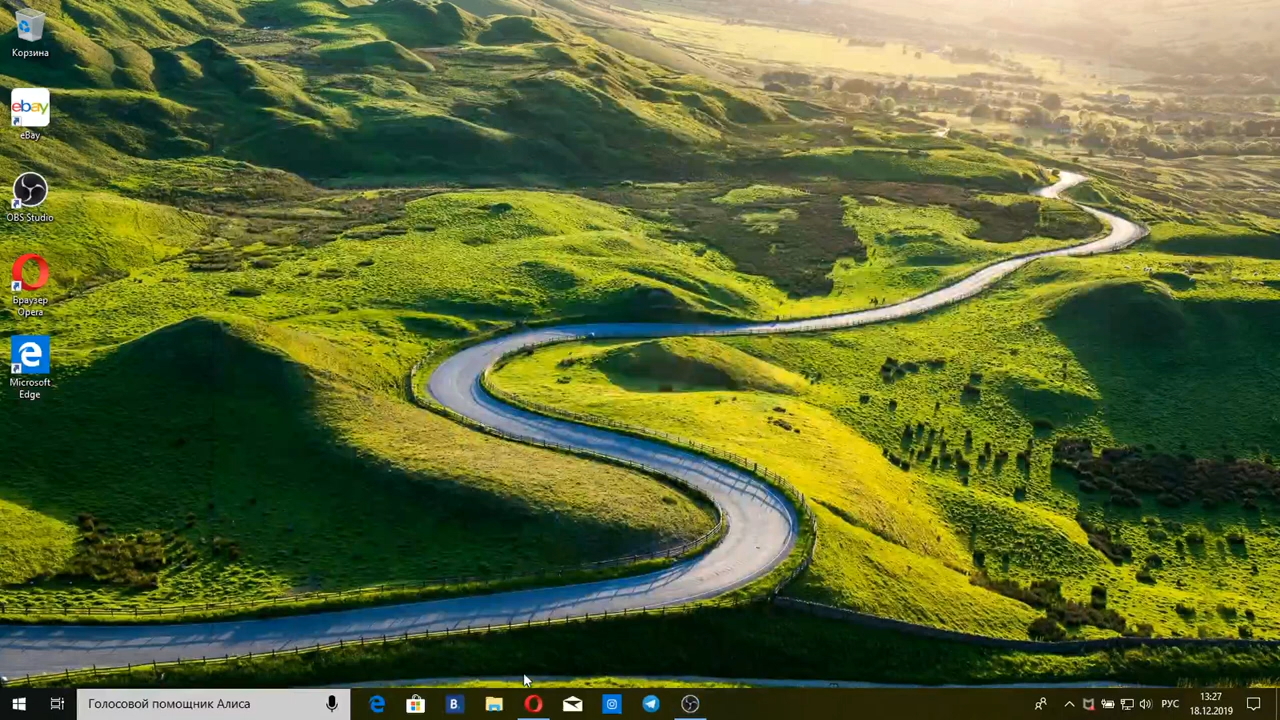 Корзина
ebay
eBay
OBS Studio
Браузер
Opera
Microsoft
Edge
Голосовой помощник Алиса
B
РУС
13:27
18.12.2019